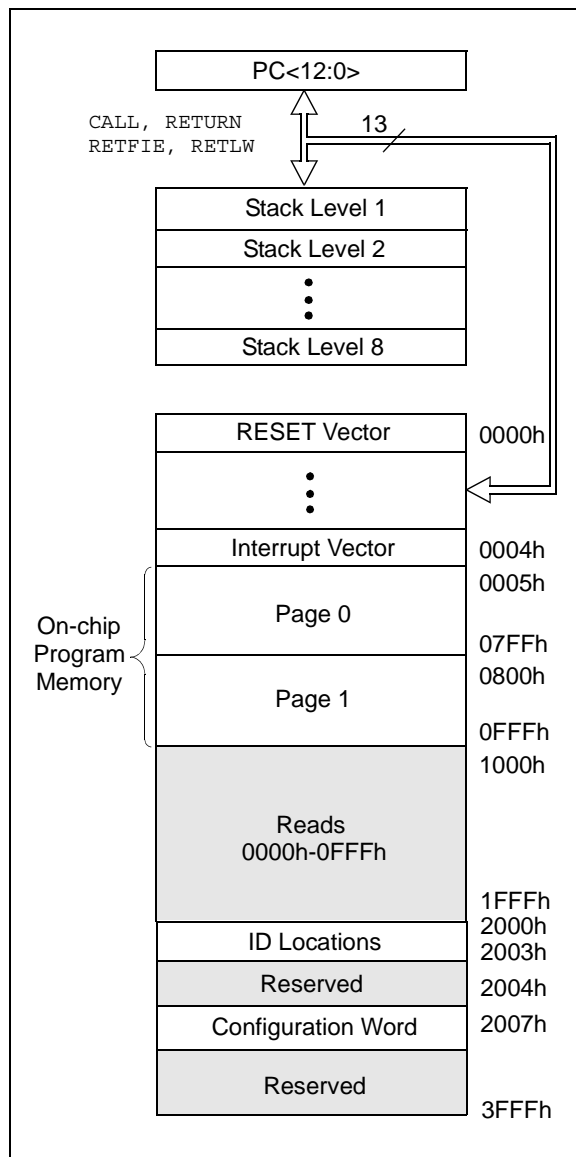 PC<12:0>
CALL, RETURN
RETFIE, RETLW
13
Stack Level 1
Stack Level 2
Stack Level 8
RESET Vector
0000h
Interrupt Vector
0004h
0005h
On-chip
Program
Memory
Page 0
07FFh
0800h
Page 1
0FFFh
1000h
Reads
0000h-0FFFh
1FFFh
2000h
ID Locations
2003h
Reserved
2004h
Configuration Word
2007h
Reserved
3FFFh